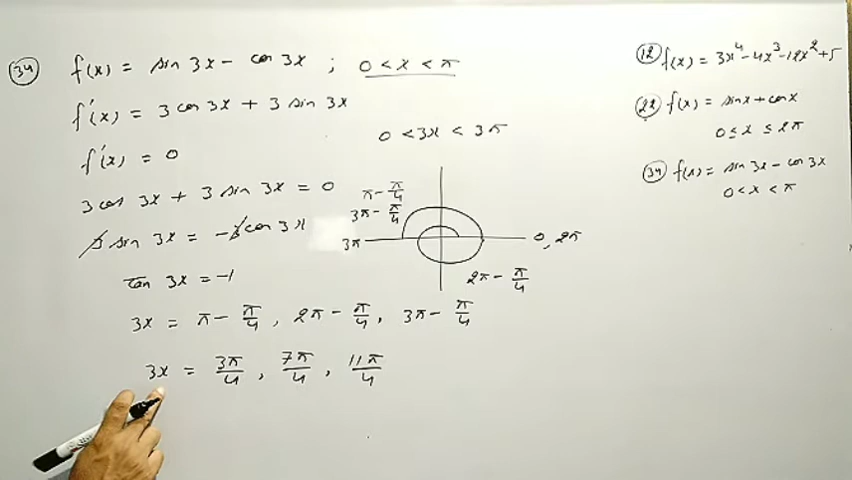 34 f(x) = sin 3x − cos 3x ; 0 < x < π
f'(x) = 3 cos 3x + 3 sin 3x
0 < 3x < 3π
f'(x) = 0
3 cos 3x + 3 sin 3x = 0
3 sin 3x = -3 cos 3x
tan 3x = -1
3x = π − π/4 , 2π − π/4 , 3π − π/4
3x = 3π/4 , 7π/4 , 11π/4
π − π/4
3π − π/4
3π
0, 2π
2π − π/4
12 f(x) = 3x⁴ − 4x³ − 12x² + 5
22 f(x) = sinx + cosx
0 ≤ x ≤ 2π
34 f(x) = sin 3x − cos 3x
0 < x < π